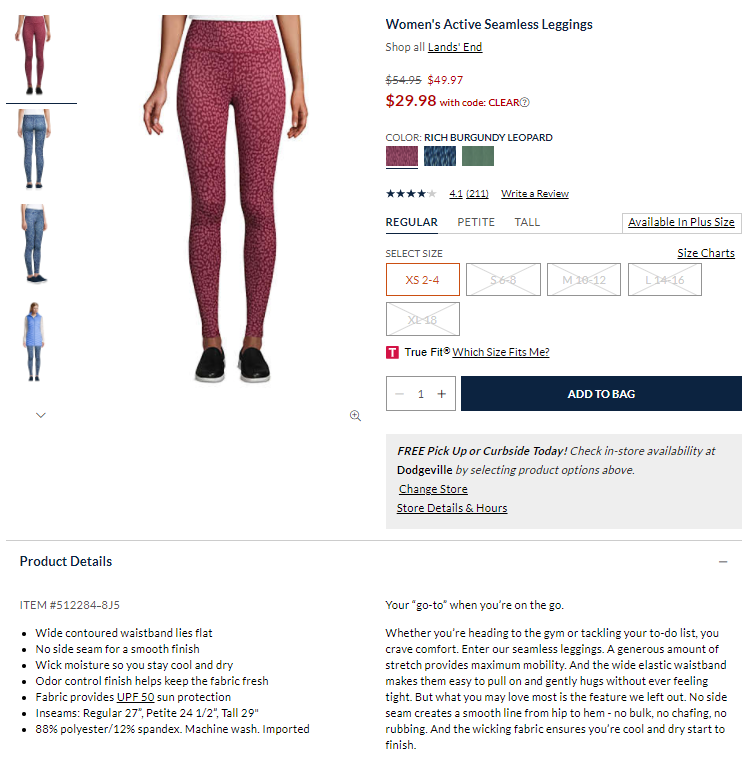 Women's Active Seamless Leggings
Shop all Lands' End
$54.95 $49.97
$29.98 with code: CLEAR
COLOR: RICH BURGUNDY LEOPARD
4.1 (211) Write a Review
REGULAR PETITE TALL Available In Plus Size
SELECT SIZE Size Charts
XS 2-4 S 6-8 M 10-12 L 14-16
XL 18
T True Fit® Which Size Fits Me?
− 1 + ADD TO BAG
FREE Pick Up or Curbside Today! Check in-store availability at
Dodgeville by selecting product options above.
Change Store
Store Details & Hours
Product Details −
ITEM #512284-8J5
• Wide contoured waistband lies flat
• No side seam for a smooth finish
• Wick moisture so you stay cool and dry
• Odor control finish helps keep the fabric fresh
• Fabric provides UPF 50 sun protection
• Inseams: Regular 27", Petite 24 1/2", Tall 29"
• 88% polyester/12% spandex. Machine wash. Imported
Your “go-to” when you’re on the go.
Whether you’re heading to the gym or tackling your to-do list, you
crave comfort. Enter our seamless leggings. A generous amount of
stretch provides maximum mobility. And the wide elastic waistband
makes them easy to pull on and gently hugs without ever feeling
tight. But what you may love most is the feature we left out. No side
seam creates a smooth line from hip to hem - no bulk, no chafing, no
rubbing. And the wicking fabric ensures you’re cool and dry start to
finish.